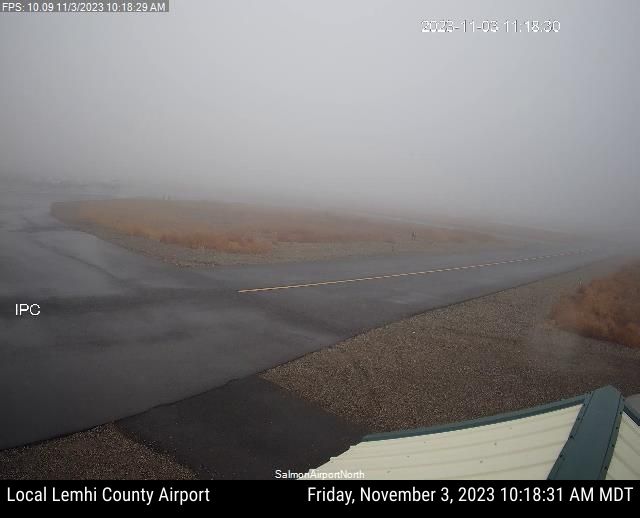 FPS: 10.09 11/3/2023 10:18:29 AM
2023-11-03 11:18:30
IPC
SalmonAirportNorth
Local Lemhi County Airport
Friday, November 3, 2023 10:18:31 AM MDT